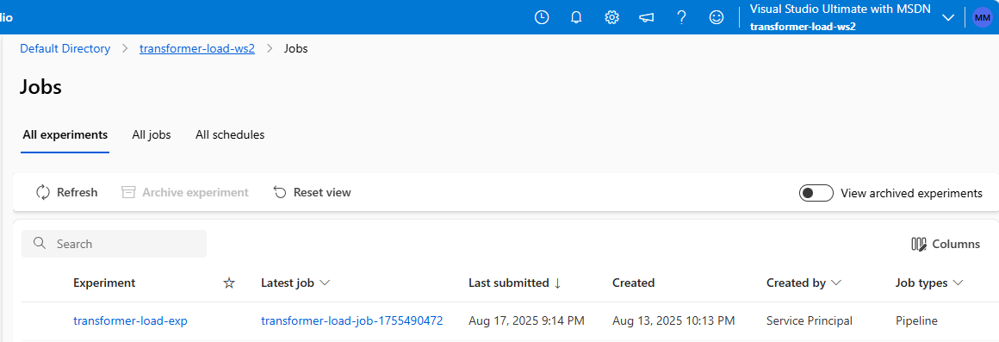 dio
Visual Studio Ultimate with MSDN
transformer-load-ws2
MM
Default Directory > transformer-load-ws2 > Jobs
Jobs
All experiments All jobs All schedules
Refresh Archive experiment Reset view View archived experiments
Search Columns
Experiment Latest job Last submitted ↓ Created Created by Job types
transformer-load-exp transformer-load-job-1755490472 Aug 17, 2025 9:14 PM Aug 13, 2025 10:13 PM Service Principal Pipeline